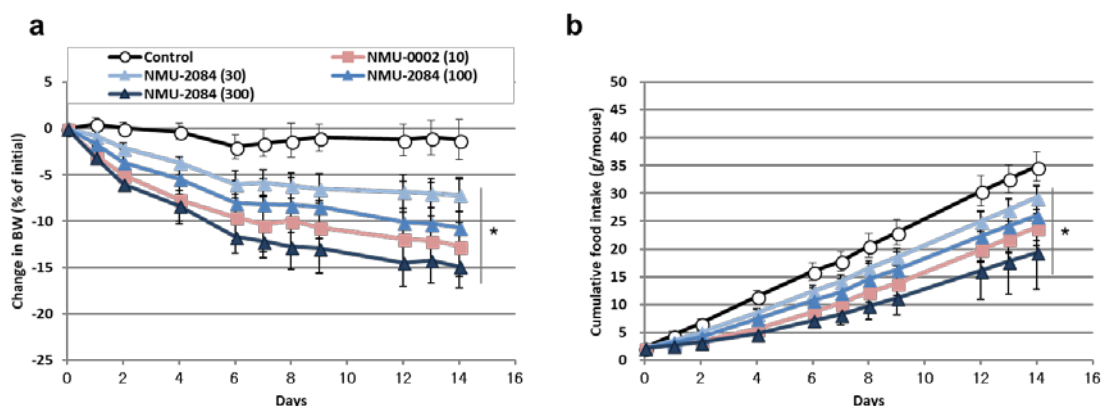 a
Control NMU-0002 (10)
NMU-2084 (30) NMU-2084 (100)
NMU-2084 (300)
5
0
-5
-10
-15
-20
-25
Change in BW (% of initial)
0 2 4 6 8 10 12 14 16
Days
*
b
50
45
40
35
30
25
20
15
10
5
0
Cumulative food intake (g/mouse)
0 2 4 6 8 10 12 14 16
Days
*